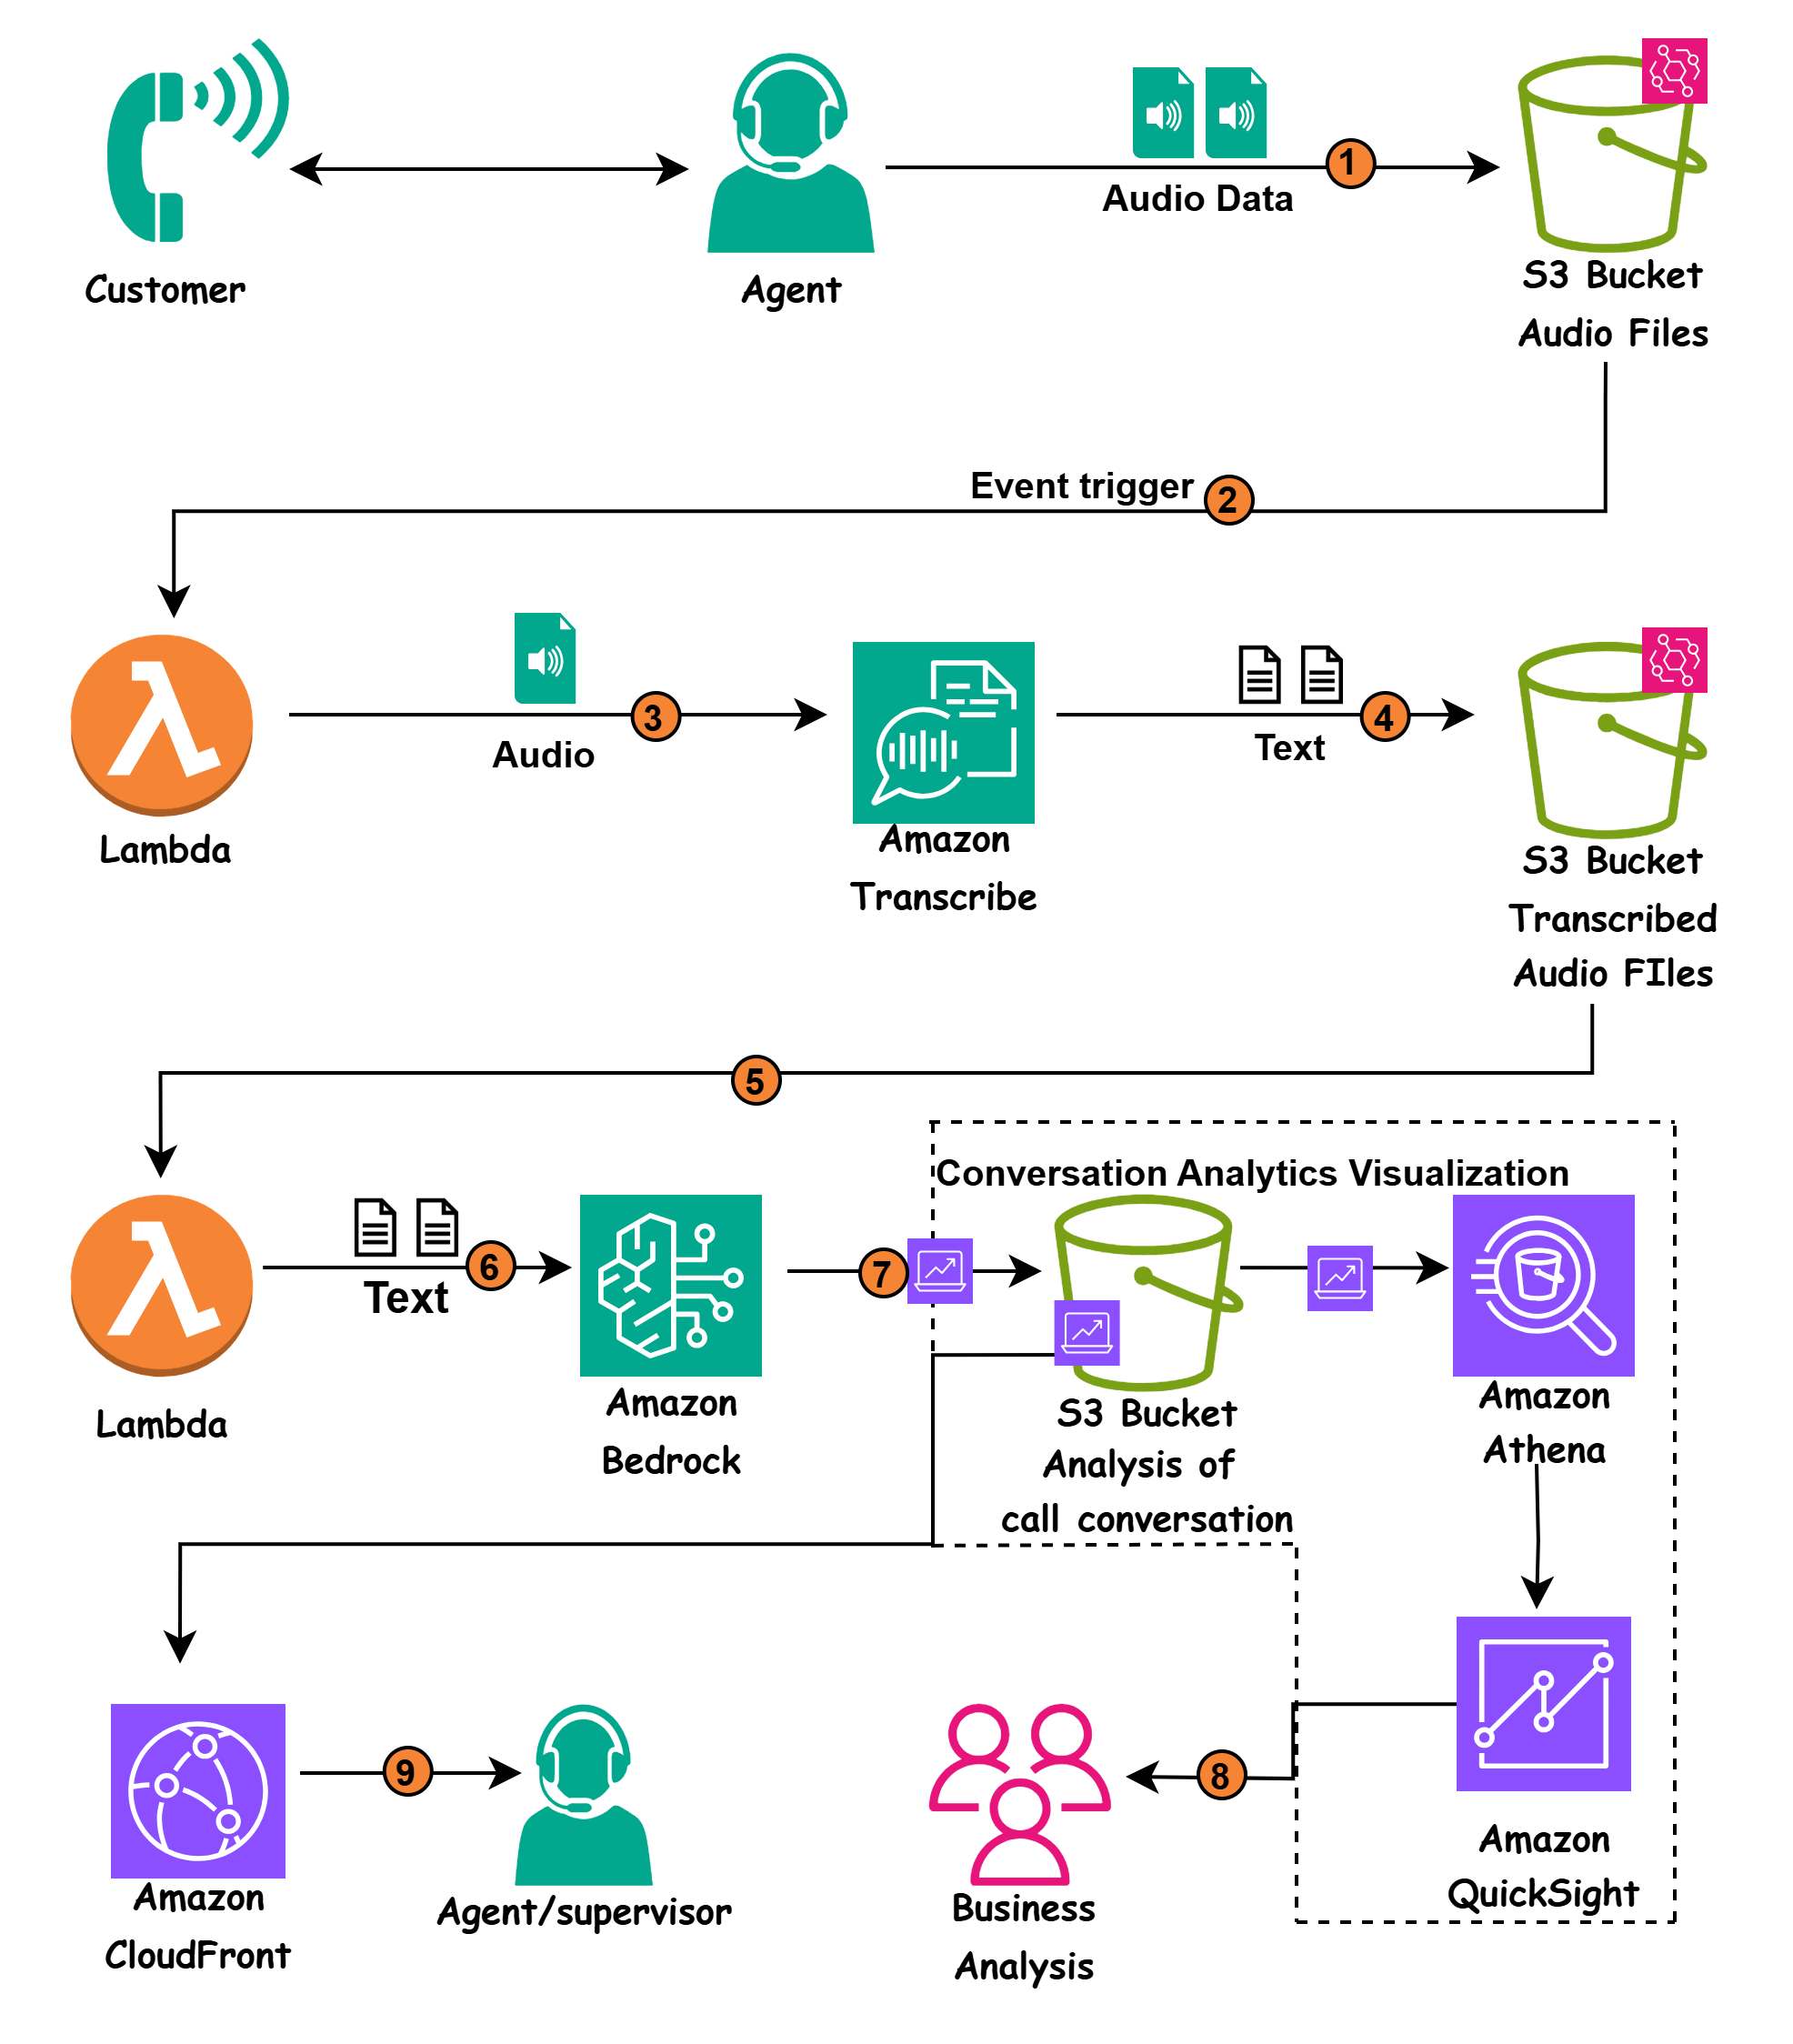 Customer
Agent
Audio Data
1
S3 Bucket
Audio Files
Event trigger
2
Lambda
Audio
3
Amazon
Transcribe
Text
4
S3 Bucket
Transcribed
Audio FIles
5
Lambda
Text
6
Amazon
Bedrock
7
Conversation Analytics Visualization
S3 Bucket
Analysis of
call conversation
Amazon
Athena
Amazon
CloudFront
9
Agent/supervisor
Business
Analysis
8
Amazon
QuickSight